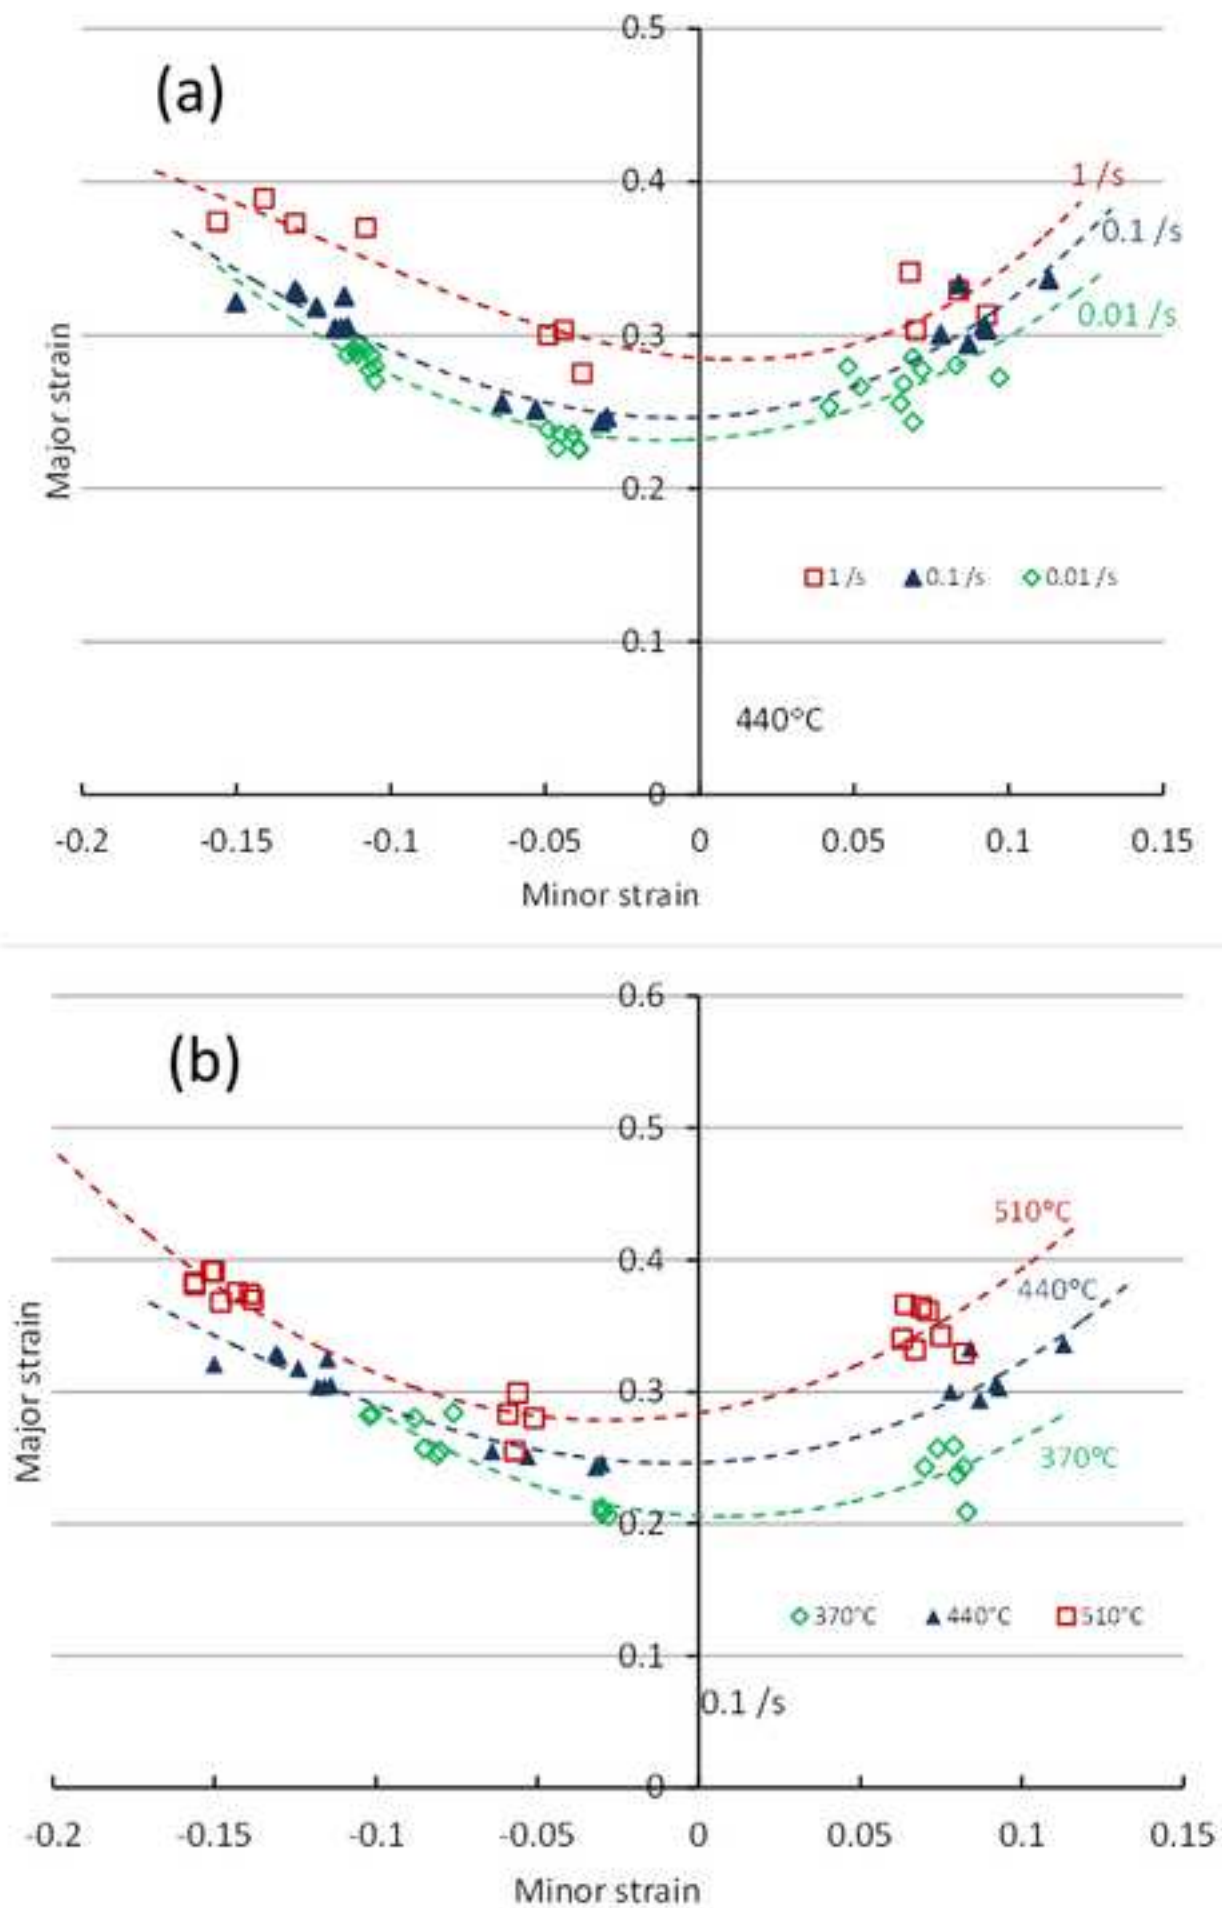 0.5
(a)
0.4
1 /s
0.1 /s
0.3
0.01 /s
Major strain
0.2
1 /s 0.1 /s 0.01 /s
0.1
440°C
0
-0.2 -0.15 -0.1 -0.05 0 0.05 0.1 0.15
Minor strain
0.6
(b)
0.5
510°C
0.4
440°C
Major strain
0.3
370°C
0.2
370°C 440°C 510°C
0.1
0.1 /s
0
-0.2 -0.15 -0.1 -0.05 0 0.05 0.1 0.15
Minor strain